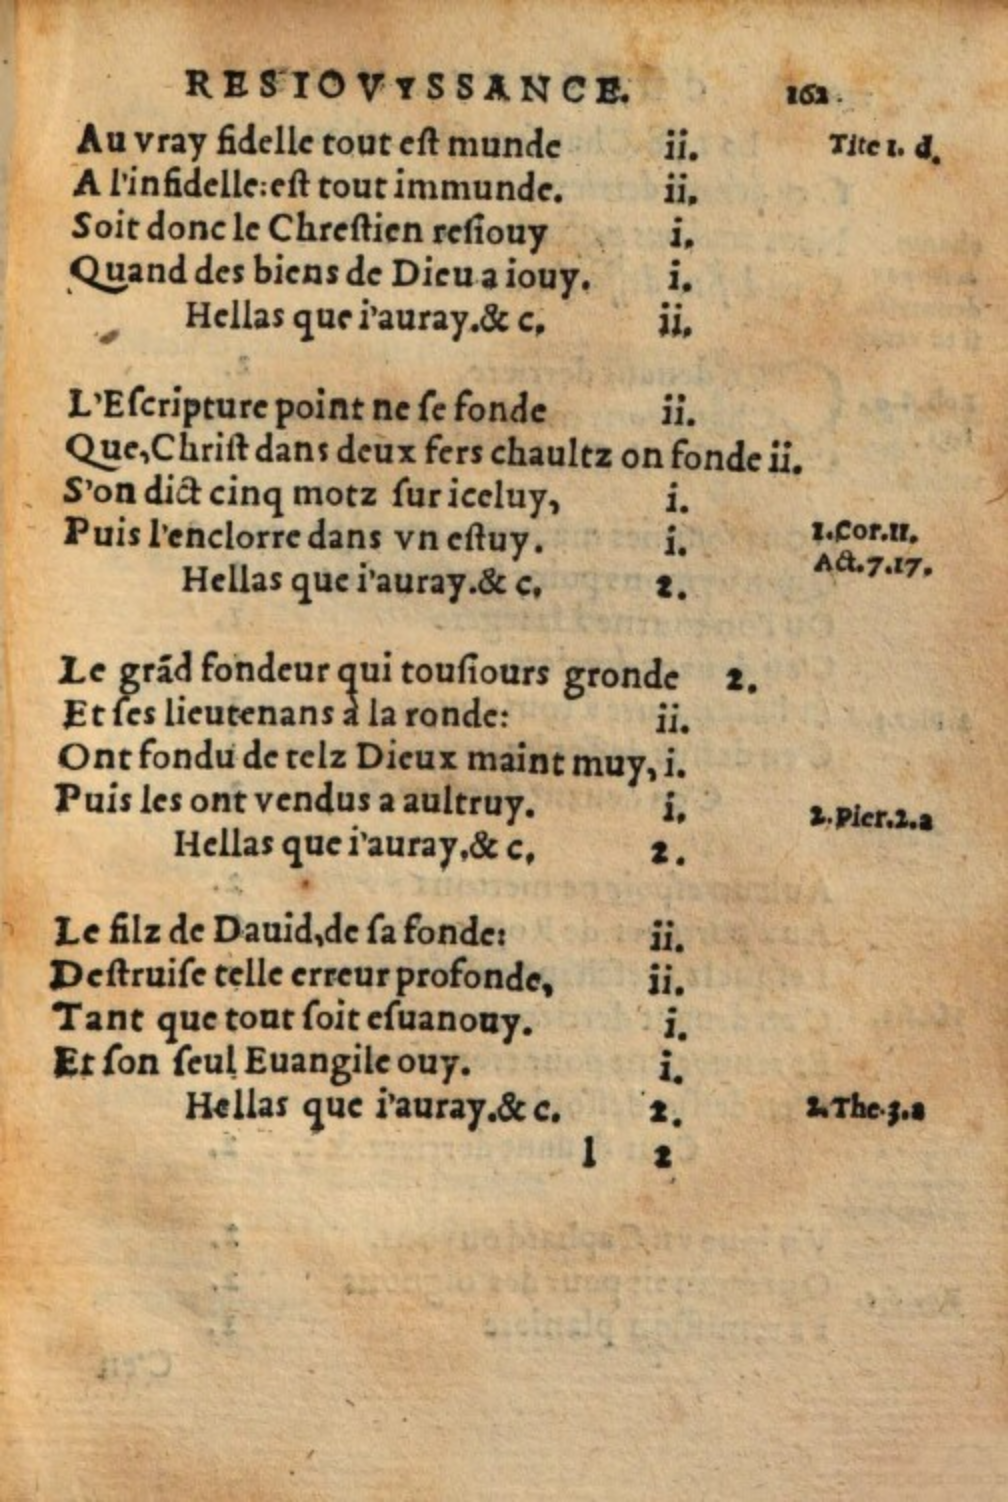 RESIOVYSSANCE. 162.
Au vray fidelle tout eſt munde ii. Tite 1. d.
A l'infidelle:eſt tout immunde. ii.
Soit donc le Chreſtien reſiouy i.
Quand des biens de Dieu a iouy. i.
Hellas que i'auray.& c. ii.
L'Eſcripture point ne ſe fonde ii.
Que,Chriſt dans deux fers chaultz on fonde ii.
S'on dict cinq motz ſur iceluy, i.
Puis l'enclorre dans vn eſtuy. i. 1.Cor.11.
Act.7.17.
Hellas que i'auray.& c. 2.
Le grãd fondeur qui touſiours gronde 2.
Et ſes lieutenans a la ronde: ii.
Ont fondu de telz Dieux maint muy, i.
Puis les ont vendus a aultruy. i. 2.Pier.2.a
Hellas que i'auray,& c, 2.
Le filz de Dauid,de ſa fonde: ii.
Deſtruiſe telle erreur profonde, ii.
Tant que tout ſoit eſuanouy. i.
Et ſon ſeul Euangile ouy. i.
Hellas que i'auray.& c. 2. 2.The.3.a
l 2